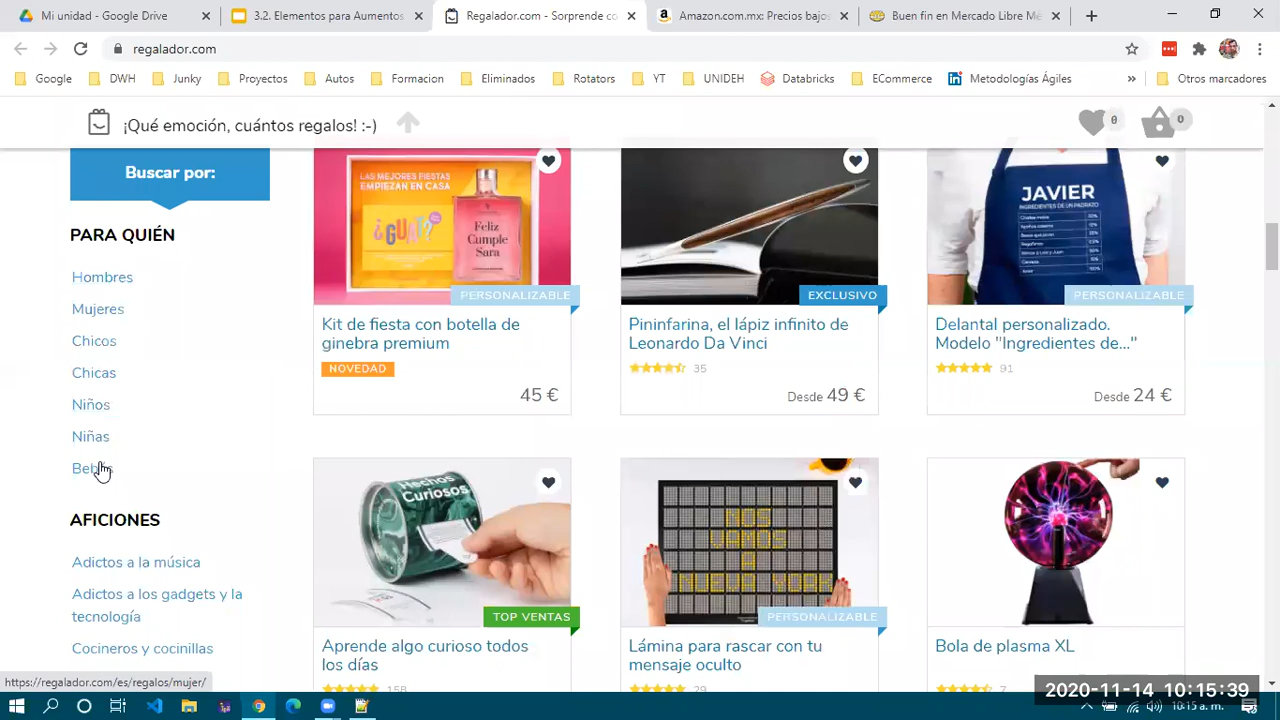 Mi unidad - Google Drive
3.2. Elementos para Aumentos
Regalador.com - Sorprende co
Amazon.com.mx: Precios bajos
Buen fin en Mercado Libre Mé
regalador.com
Google
DWH
Junky
Proyectos
Autos
Formacion
Eliminados
Rotators
YT
UNIDEH
Databricks
ECommerce
Metodologías Ágiles
»
Otros marcadores
¡Qué emoción, cuántos regalos! :-)
0
0
Buscar por:
PARA QUIÉN
Hombres
Mujeres
Chicos
Chicas
Niños
Niñas
AFICIONES
Adictos a la música
Adictos a los gadgets y la
tecnología
Cocineros y cocinillas
LAS MEJORES FIESTAS
EMPIEZAN EN CASA
Feliz
Cumple
Sara
PERSONALIZABLE
Kit de fiesta con botella de
ginebra premium
NOVEDAD
45 €
EXCLUSIVO
Pininfarina, el lápiz infinito de
Leonardo Da Vinci
35
Desde 49 €
JAVIER
PERSONALIZABLE
Delantal personalizado.
Modelo "Ingredientes de..."
91
Desde 24 €
Hechos
Curiosos
TOP VENTAS
Aprende algo curioso todos
los días
158
PERSONALIZABLE
Lámina para rascar con tu
mensaje oculto
29
Bola de plasma XL
7
https://regalador.com/es/regalos/mujer/
2020-11-14 10:15:39
10:15 a. m.